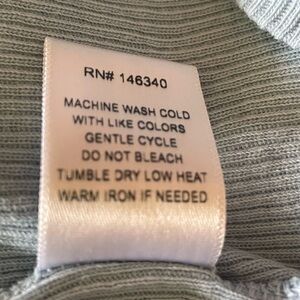 RN# 146340
MACHINE WASH COLD
WITH LIKE COLORS
GENTLE CYCLE
DO NOT BLEACH
TUMBLE DRY LOW HEAT
WARM IRON IF NEEDED